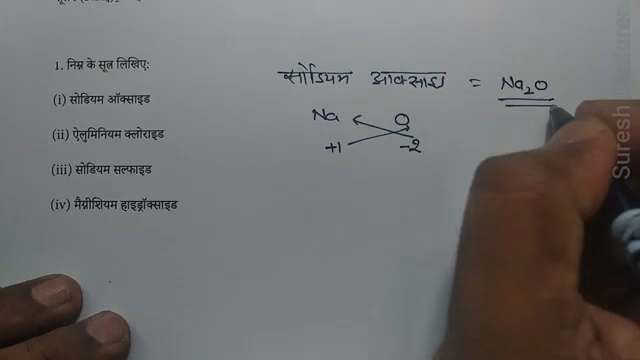 1. निम्न के सूत्र लिखिए:
(i) सोडियम ऑक्साइड
(ii) ऐलुमिनियम क्लोराइड
(iii) सोडियम सल्फाइड
(iv) मैग्नीशियम हाइड्रॉक्साइड
सोडियम आक्साइड = Na₂O
Na O
+1 -2
Suresh